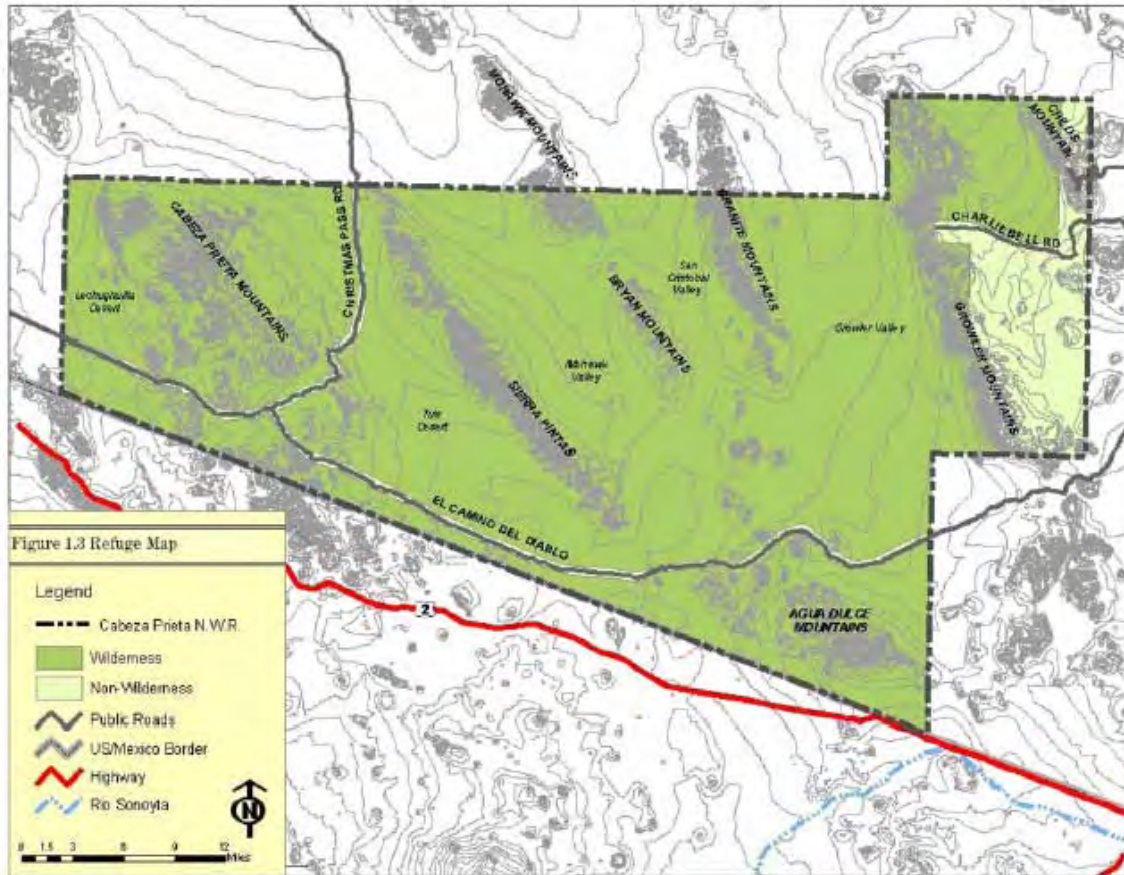 MOHAWK MOUNTAINS
CHILDS
MOUNTAIN
CABEZA PRIETA MOUNTAINS
CHRISTMAS PASS RD
GRANITE MOUNTAINS
CHARLIE BELL RD
Lechuguilla
Desert
San
Cristobal
Valley
BRYAN MOUNTAINS
Growler Valley
GROWLER MOUNTAINS
Mohawk
Valley
SIERRA PINTAS
Tule
Desert
EL CAMINO DEL DIABLO
AGUA DULCE
MOUNTAINS
2
Figure 1.3 Refuge Map
Legend
Cabeza Prieta N.W.R.
Wilderness
Non-Wilderness
Public Roads
US/Mexico Border
Highway
Rio Sonoyta
N
0 1.5 3 6 9 12
Miles